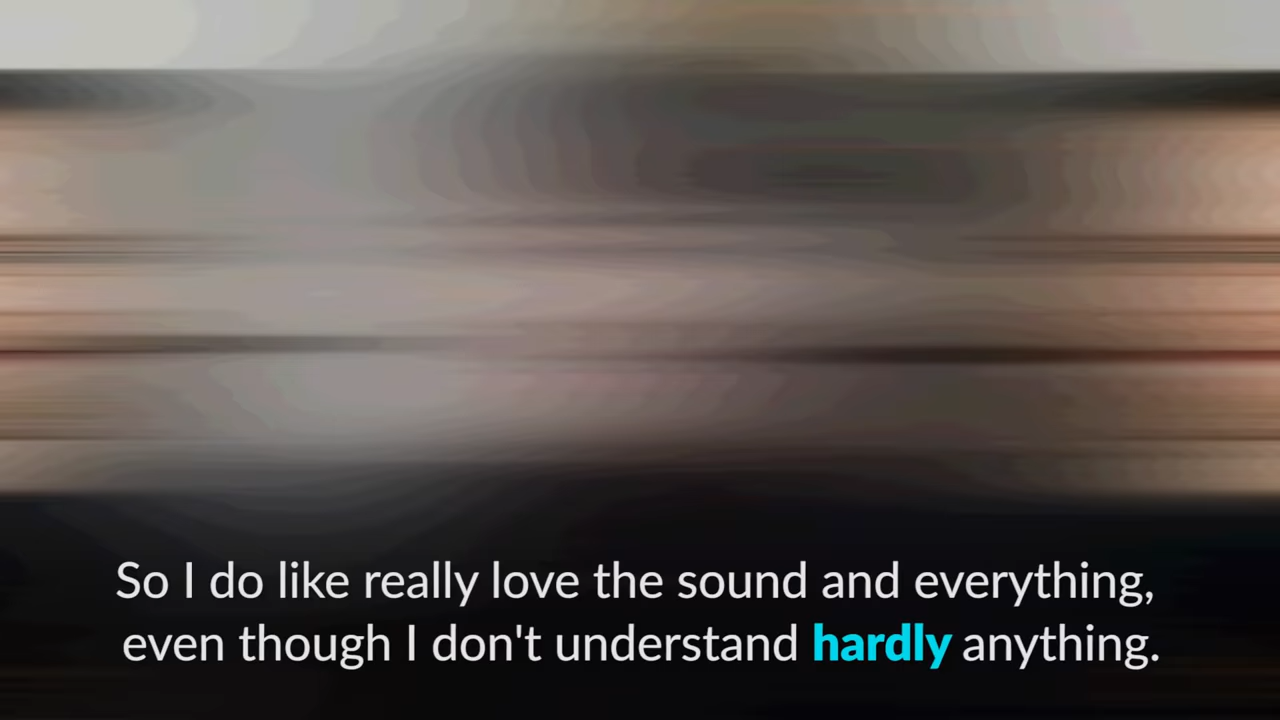 So I do like really love the sound and everything,
even though I don't understand hardly anything.